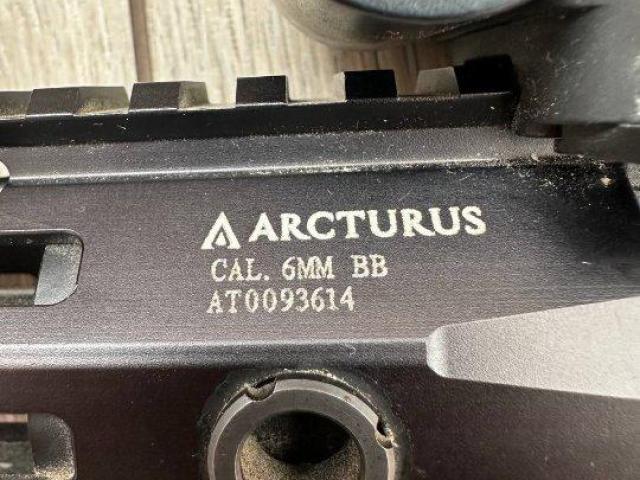 ARCTURUS
CAL. 6MM BB
AT0093614